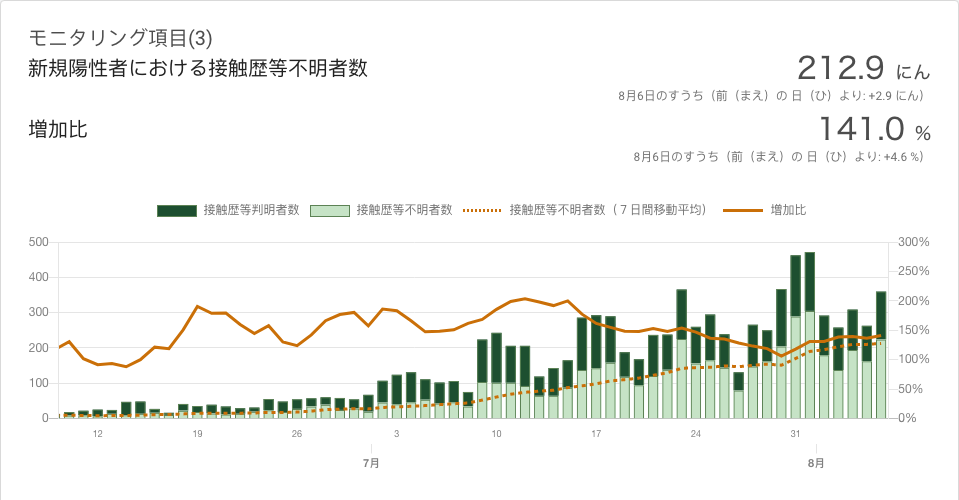 モニタリング項目(3)
新規陽性者における接触歴等不明者数
212.9 にん
8月6日のすうち（前（まえ）の 日（ひ）より: +2.9 にん）
増加比
141.0 %
8月6日のすうち（前（まえ）の 日（ひ）より: +4.6 %）
接触歴等判明者数 接触歴等不明者数 接触歴等不明者数（７日間移動平均） 増加比
500 300%
250%
400
300 200%
150%
200
100%
100
50%
0 0%
12 19 26 3 10 17 24 31
7月 8月